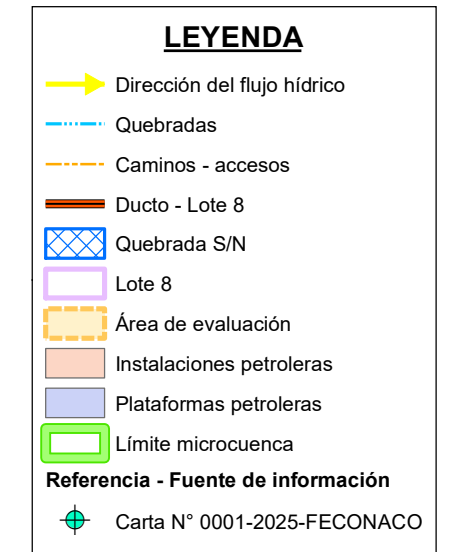 LEYENDA
Dirección del flujo hídrico
Quebradas
Caminos - accesos
Ducto - Lote 8
Quebrada S/N
Lote 8
Área de evaluación
Instalaciones petroleras
Plataformas petroleras
Límite microcuenca
Referencia - Fuente de información
Carta N° 0001-2025-FECONACO